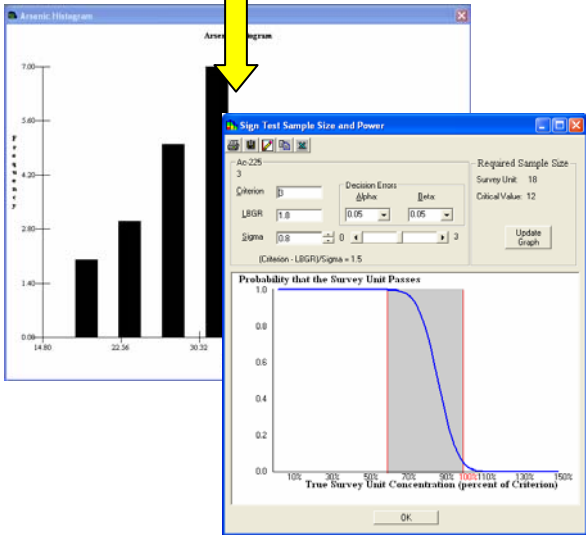 Arsenic Histogram
Arsen ogram
7.00
5.60
4.20
2.80
1.40
0.00
Frequency
14.80 22.56 30.32
Sign Test Sample Size and Power
Ac-225
3
Criterion 3
LBGR 1.8
Sigma 0.8
Decision Errors
Alpha: Beta:
0.05 0.05
0 3
(Criterion - LBGR)/Sigma = 1.5
Required Sample Size
Survey Unit: 18
Critical Value: 12
Update
Graph
Probability that the Survey Unit Passes
1.0
0.8
0.6
0.4
0.2
0.0
10% 30% 50% 70% 90% 100% 110% 130% 150%
True Survey Unit Concentration (percent of Criterion)
OK